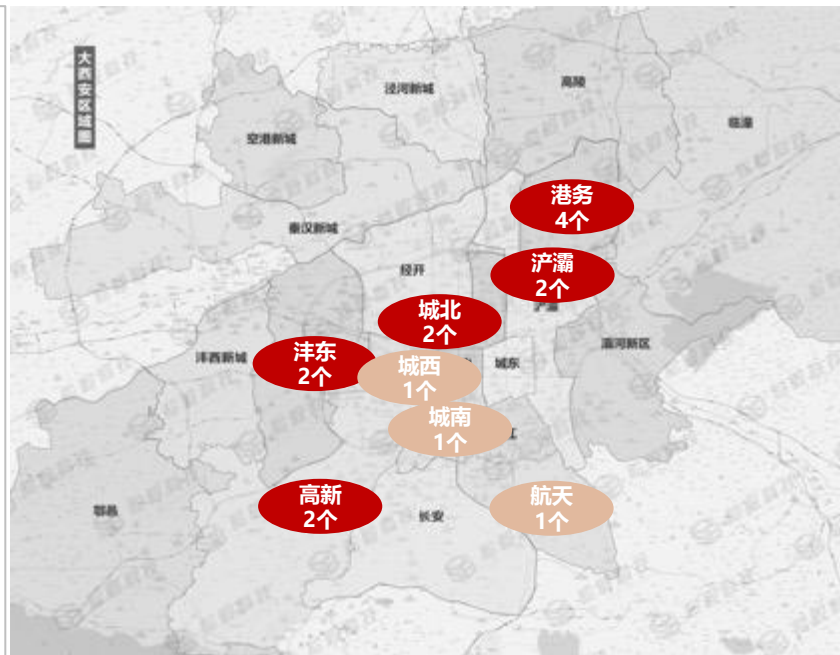 大西安区域图
泾河新城
高陵
临潼
空港新城
港务
4个
秦汉新城
浐灞
2个
经开
城北
2个
浐灞
灞河新区
沣西新城
沣东
2个
城西
1个
城东
城南
1个
江
高新
2个
航天
1个
鄠邑
长安